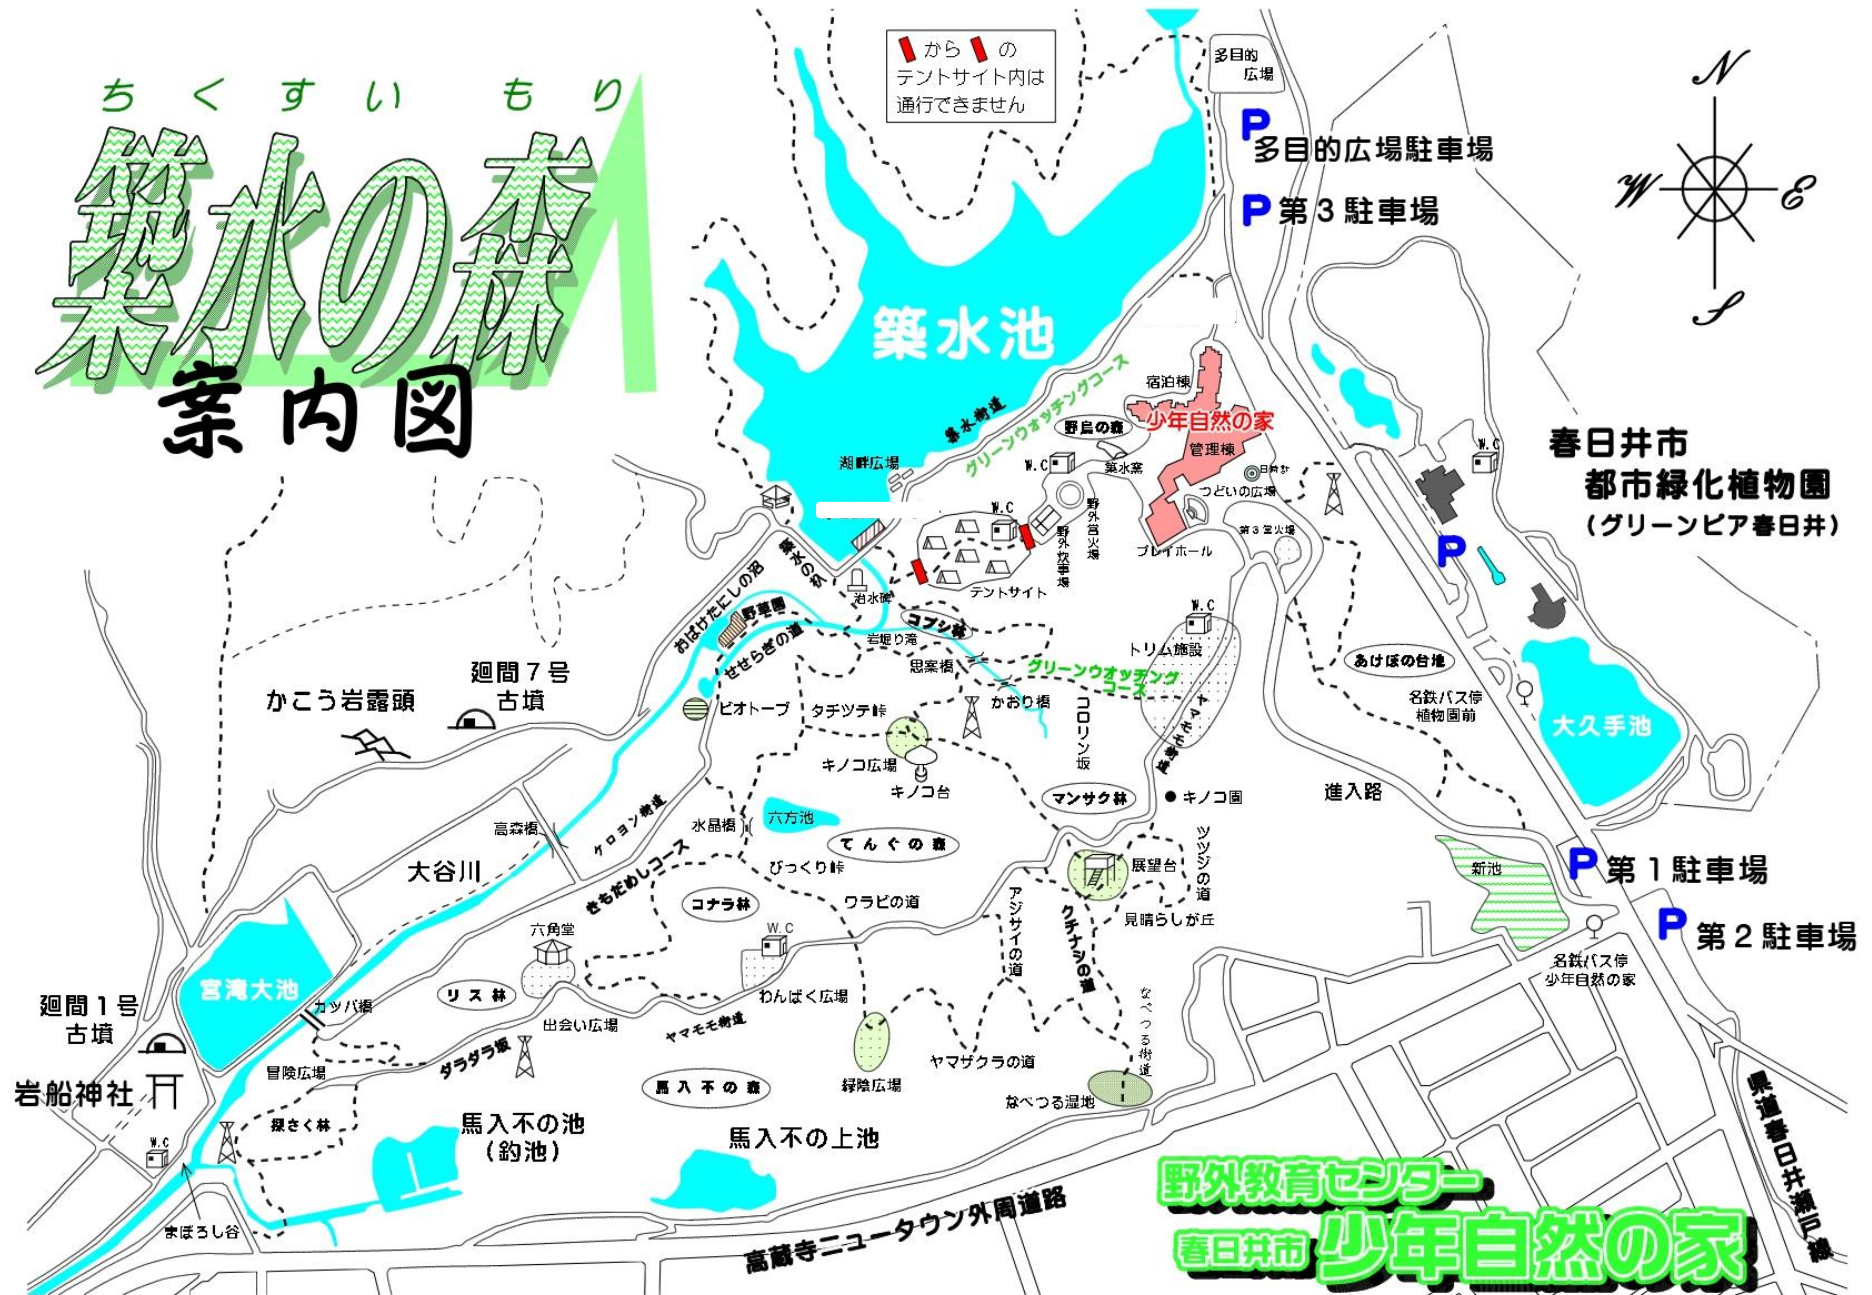 ちくすい もり
築水の森
案内図
から の
テントサイト内は
通行できません
多目的
広場
P
多目的広場駐車場
P 第3駐車場
N
W
E
S
築水池
築水街道
グリーンウオッチングコース
宿泊棟
少年自然の家
管理棟
野鳥の森
W.C
築水窯
日時計
つどいの広場
第3営火場
プレイホール
湖畔広場
W.C
野外営火場
野外炊事場
テントサイト
W.C
春日井市
都市緑化植物園
(グリーンピア春日井)
P
築水の杉
治水碑
おばけたにしの沼
野草園
せせらぎの道
コブシ林
岩堀り滝
思案橋
かおり橋
グリーンウオッチング
コース
W.C
トリム施設
あけぼの台地
名鉄バス停
植物園前
大久手池
廻間7号
古墳
かこう岩露頭
ビオトープ
タチツテ峠
キノコ広場
キノコ台
コロリン坂
ヤマモモ街道
マンサク林
キノコ園
進入路
高森橋
ケロヨン街道
水晶橋
六方池
てんぐの森
びっくり峠
大谷川
きもだめしコース
コナラ林
ワラビの道
展望台
ツツジの道
見晴らしが丘
アジサイの道
クチナシの道
新池
P 第1駐車場
P 第2駐車場
名鉄バス停
少年自然の家
六角堂
W.C
わんぱく広場
リス林
出会い広場
ヤマモモ街道
宮滝大池
カッパ橋
廻間1号
古墳
岩船神社
冒険広場
ダラダラ坂
探さく林
馬入不の森
緑陰広場
ヤマザクラの道
なべつる街道
なべつる湿地
馬入不の池
(釣池)
馬入不の上池
W.C
まぼろし谷
高蔵寺ニュータウン外周道路
県道春日井瀬戸線
野外教育センター
春日井市 少年自然の家